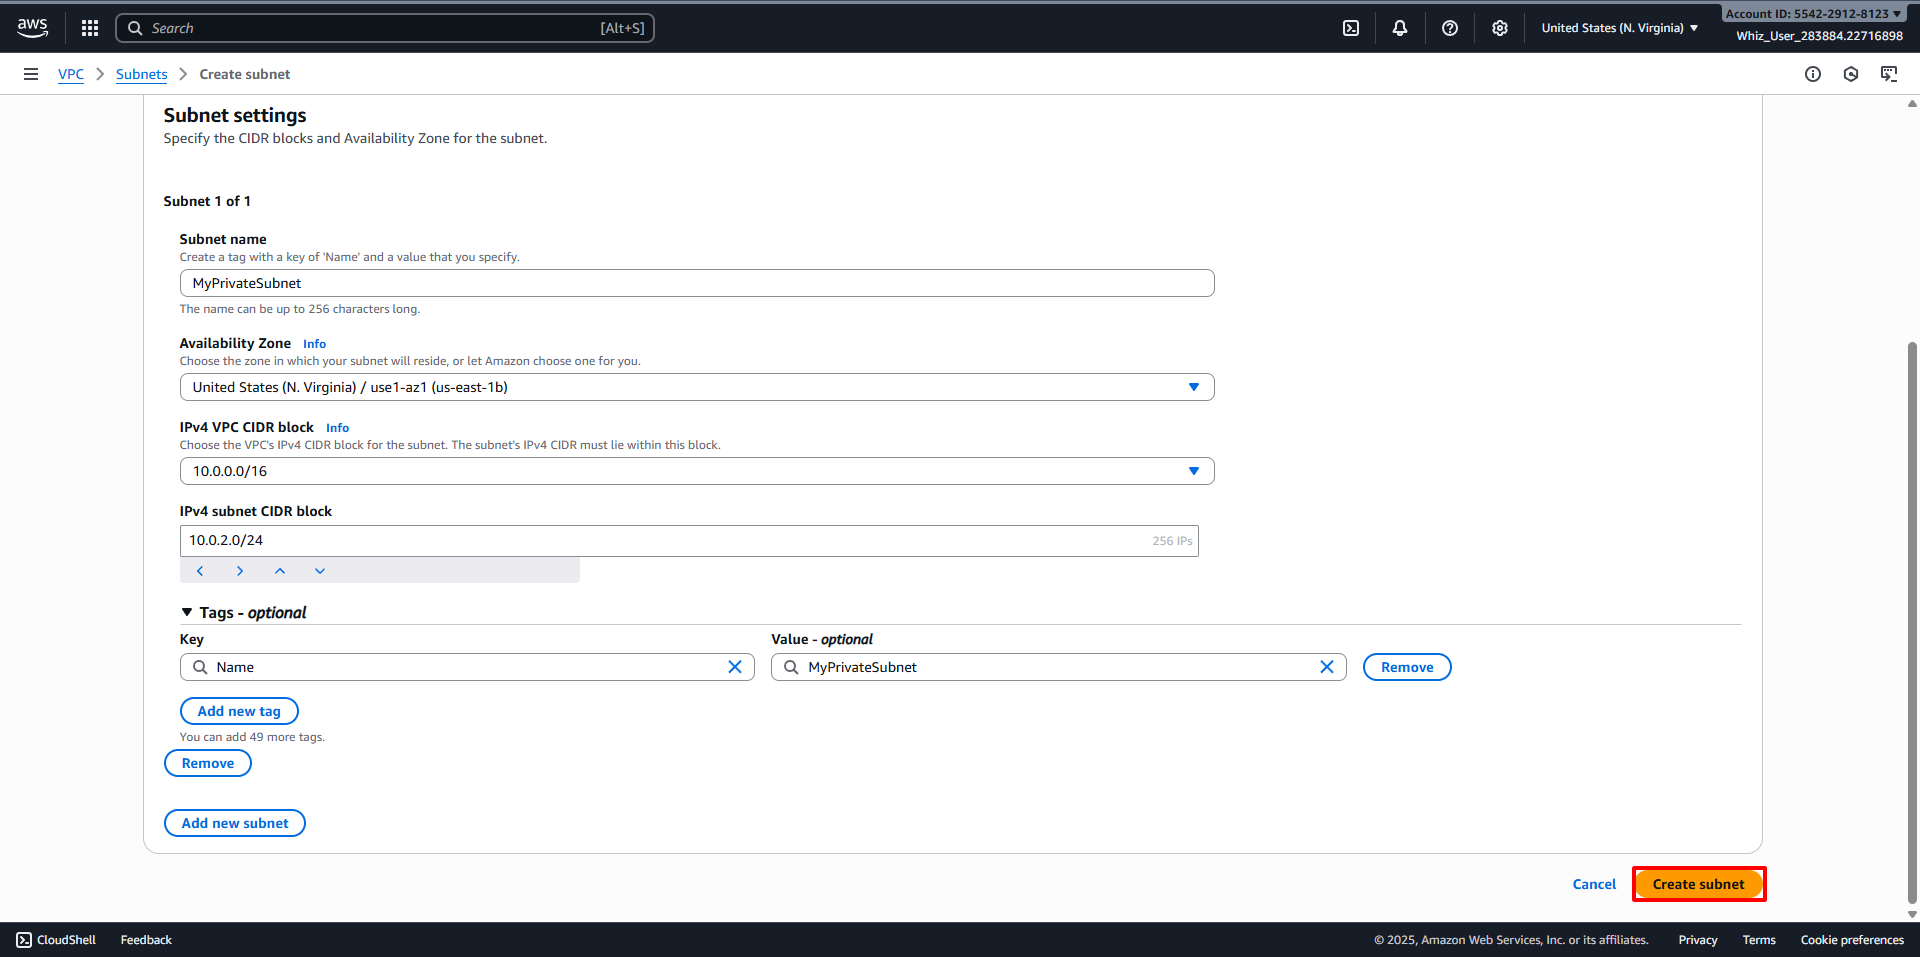 aws
Search [Alt+S]
United States (N. Virginia)
Account ID: 5542-2912-8123
Whiz_User_283884.22716898
VPC
Subnets
Create subnet
Subnet settings
Specify the CIDR blocks and Availability Zone for the subnet.
Subnet 1 of 1
Subnet name
Create a tag with a key of 'Name' and a value that you specify.
MyPrivateSubnet
The name can be up to 256 characters long.
Availability Zone Info
Choose the zone in which your subnet will reside, or let Amazon choose one for you.
United States (N. Virginia) / use1-az1 (us-east-1b)
IPv4 VPC CIDR block Info
Choose the VPC's IPv4 CIDR block for the subnet. The subnet's IPv4 CIDR must lie within this block.
10.0.0.0/16
IPv4 subnet CIDR block
10.0.2.0/24 256 IPs
Tags - optional
Key Value - optional
Name MyPrivateSubnet Remove
Add new tag
You can add 49 more tags.
Remove
Add new subnet
Cancel Create subnet
CloudShell Feedback © 2025, Amazon Web Services, Inc. or its affiliates. Privacy Terms Cookie preferences